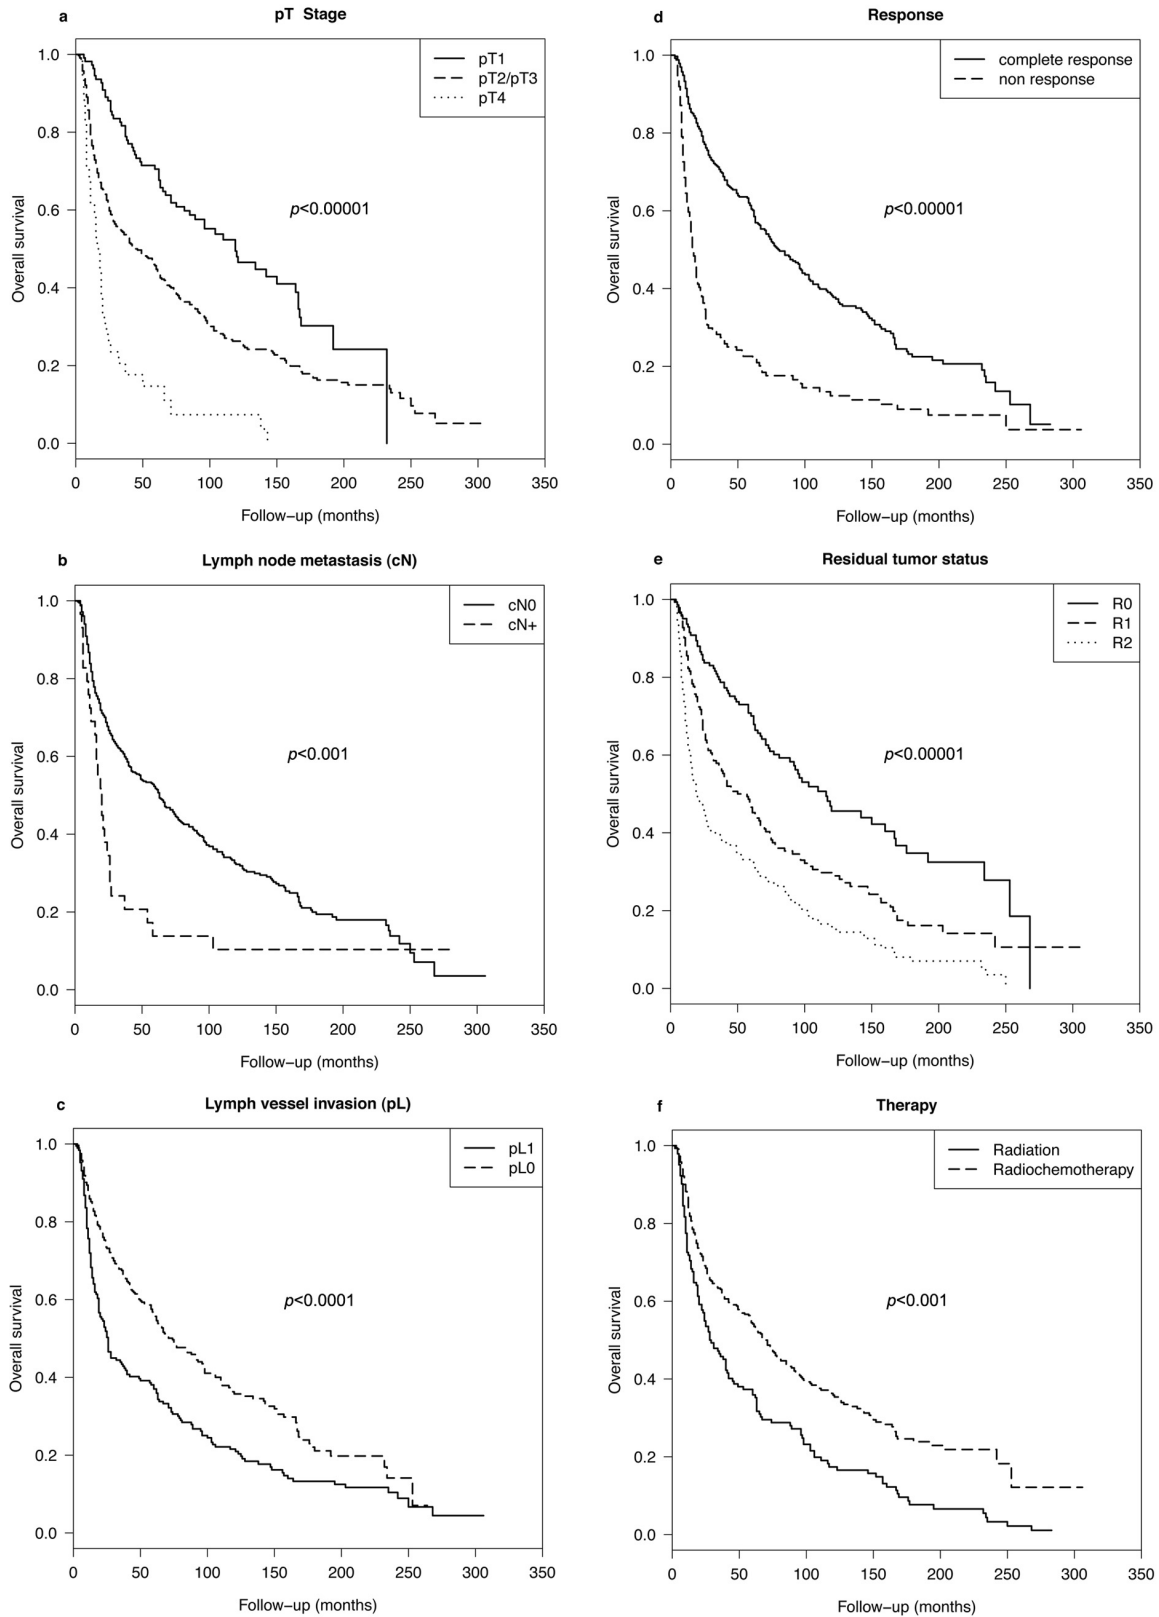 a
pT Stage
pT1
pT2/pT3
pT4
p<0.00001
Overall survival
1.0
0.8
0.6
0.4
0.2
0.0
0 50 100 150 200 250 300 350
Follow−up (months)
d
Response
complete response
non response
p<0.00001
Overall survival
1.0
0.8
0.6
0.4
0.2
0.0
0 50 100 150 200 250 300 350
Follow−up (months)
b
Lymph node metastasis (cN)
cN0
cN+
p<0.001
Overall survival
1.0
0.8
0.6
0.4
0.2
0.0
0 50 100 150 200 250 300 350
Follow−up (months)
e
Residual tumor status
R0
R1
R2
p<0.00001
Overall survival
1.0
0.8
0.6
0.4
0.2
0.0
0 50 100 150 200 250 300 350
Follow−up (months)
c
Lymph vessel invasion (pL)
pL1
pL0
p<0.0001
Overall survival
1.0
0.8
0.6
0.4
0.2
0.0
0 50 100 150 200 250 300 350
Follow−up (months)
f
Therapy
Radiation
Radiochemotherapy
p<0.001
Overall survival
1.0
0.8
0.6
0.4
0.2
0.0
0 50 100 150 200 250 300 350
Follow−up (months)